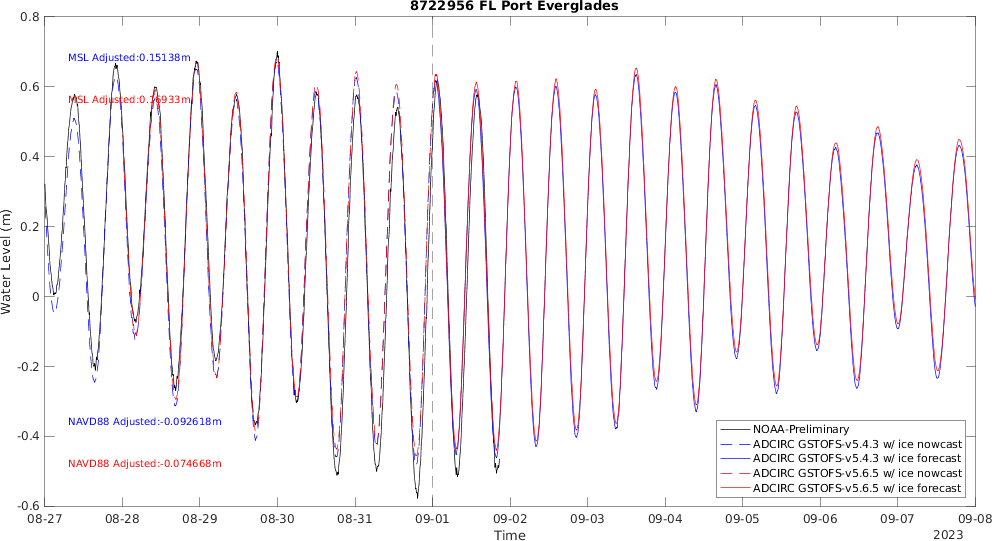 8722956 FL Port Everglades
0.8
MSL Adjusted:0.15138m
0.6
MSL Adjusted:0.16933m
0.4
0.2
Water Level (m)
0
-0.2
NAVD88 Adjusted:-0.092618m
-0.4
NAVD88 Adjusted:-0.074668m
-0.6
NOAA-Preliminary
ADCIRC GSTOFS-v5.4.3 w/ ice nowcast
ADCIRC GSTOFS-v5.4.3 w/ ice forecast
ADCIRC GSTOFS-v5.6.5 w/ ice nowcast
ADCIRC GSTOFS-v5.6.5 w/ ice forecast
08-27 08-28 08-29 08-30 08-31 09-01 09-02 09-03 09-04 09-05 09-06 09-07 09-08
Time
2023